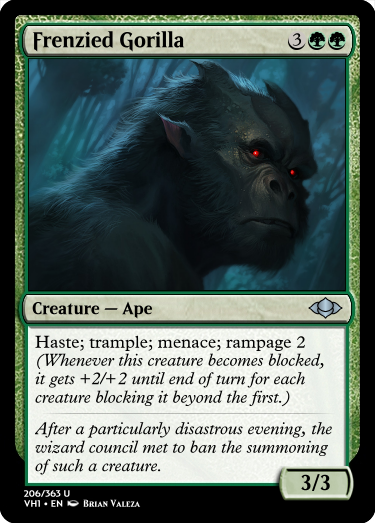 Frenzied Gorilla 3
Creature — Ape
Haste; trample; menace; rampage 2
(Whenever this creature becomes blocked,
it gets +2/+2 until end of turn for each
creature blocking it beyond the first.)
After a particularly disastrous evening, the
wizard council met to ban the summoning
of such a creature.
3/3
206/363 U
VH1 • EN Brian Valeza